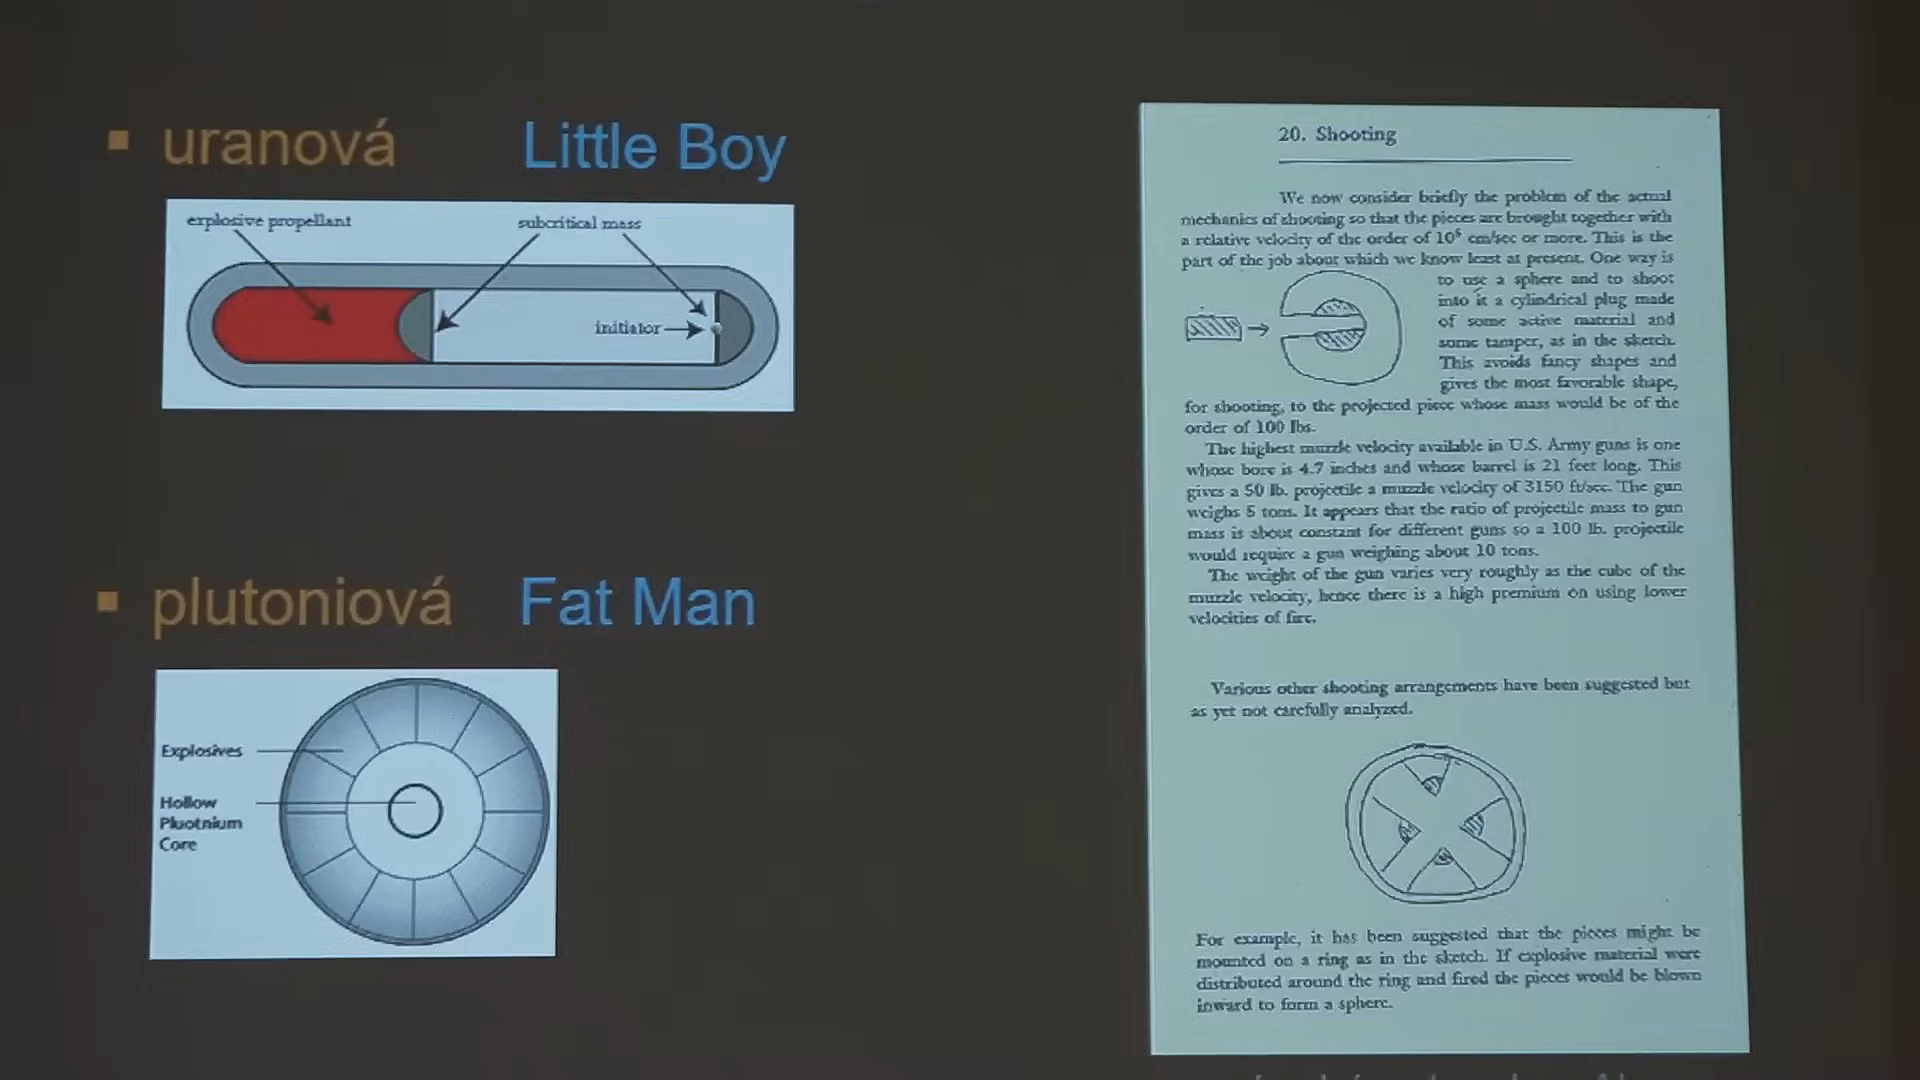 uranová Little Boy
explosive propellant
subcritical mass
initiator
plutoniová Fat Man
Explosives
Hollow
Pluotnium
Core
20. Shooting
We now consider briefly the problem of the actual
mechanics of shooting so that the pieces are brought together with
a relative velocity of the order of 10⁵ cm/sec or more. This is the
part of the job about which we know least at present. One way is
to use a sphere and to shoot
into it a cylindrical plug made
of some active material and
some tamper, as in the sketch.
This avoids fancy shapes and
gives the most favorable shape,
for shooting, to the projected piece whose mass would be of the
order of 100 lbs.
The highest muzzle velocity available in U.S. Army guns is one
whose bore is 4.7 inches and whose barrel is 21 feet long. This
gives a 50 lb. projectile a muzzle velocity of 3150 ft/sec. The gun
weighs 5 tons. It appears that the ratio of projectile mass to gun
mass is about constant for different guns so a 100 lb. projectile
would require a gun weighing about 10 tons.
The weight of the gun varies very roughly as the cube of the
muzzle velocity, hence there is a high premium on using lower
velocities of fire.
Various other shooting arrangements have been suggested but
as yet not carefully analyzed.
For example, it has been suggested that the pieces might be
mounted on a ring as in the sketch. If explosive material were
distributed around the ring and fired the pieces would be blown
inward to form a sphere.